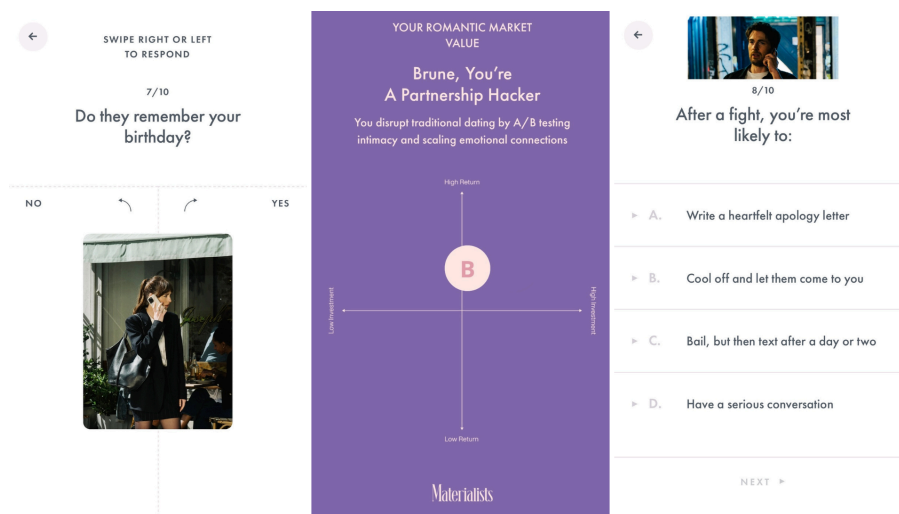 SWIPE RIGHT OR LEFT
TO RESPOND
7/10
Do they remember your
birthday?
NO
YES
YOUR ROMANTIC MARKET
VALUE
Brune, You're
A Partnership Hacker
You disrupt traditional dating by A/B testing
intimacy and scaling emotional connections
High Return
B
Low Investment
High Investment
Low Return
Materialists
8/10
After a fight, you're most
likely to:
A. Write a heartfelt apology letter
B. Cool off and let them come to you
C. Bail, but then text after a day or two
D. Have a serious conversation
NEXT